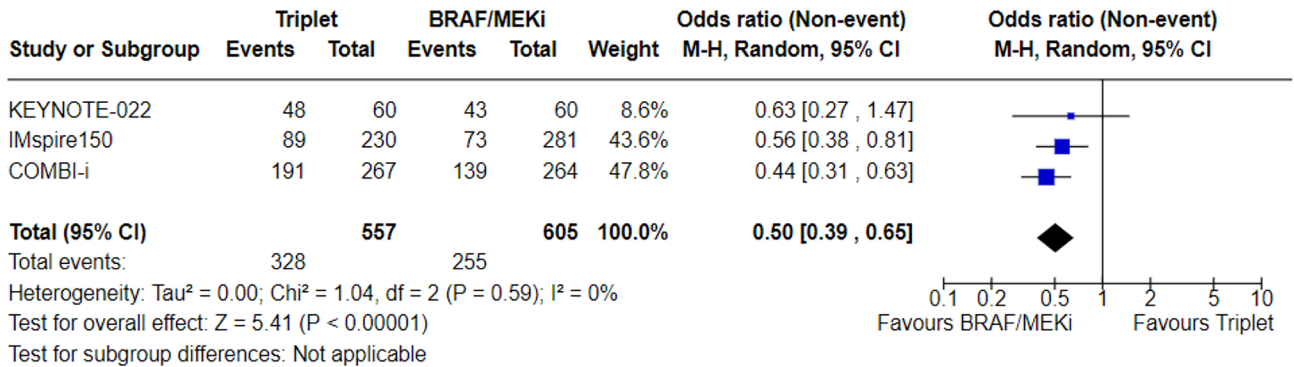 Triplet BRAF/MEKi Odds ratio (Non-event) Odds ratio (Non-event)
Study or Subgroup Events Total Events Total Weight M-H, Random, 95% CI M-H, Random, 95% CI
KEYNOTE-022 48 60 43 60 8.6% 0.63 [0.27 , 1.47]
IMspire150 89 230 73 281 43.6% 0.56 [0.38 , 0.81]
COMBI-i 191 267 139 264 47.8% 0.44 [0.31 , 0.63]
Total (95% CI) 557 605 100.0% 0.50 [0.39 , 0.65]
Total events: 328 255
Heterogeneity: Tau² = 0.00; Chi² = 1.04, df = 2 (P = 0.59); I² = 0%
Test for overall effect: Z = 5.41 (P < 0.00001)
Test for subgroup differences: Not applicable
0.1 0.2 0.5 1 2 5 10
Favours BRAF/MEKi Favours Triplet